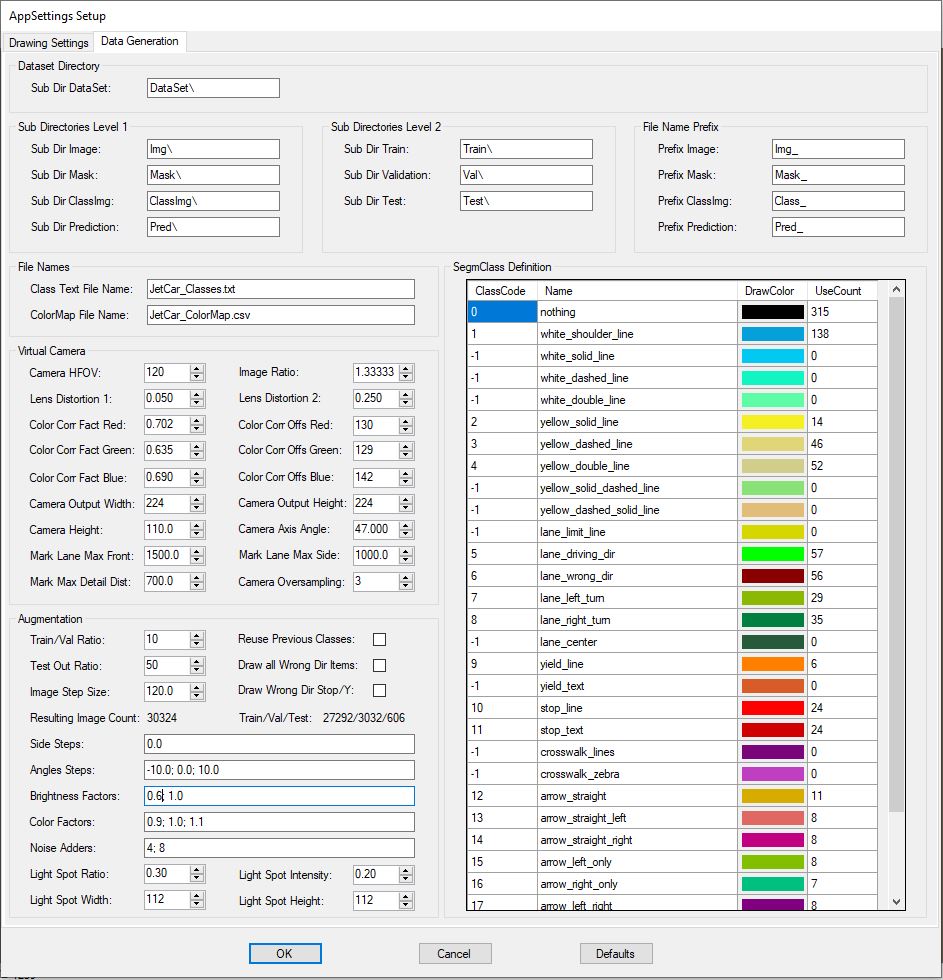 AppSettings Setup
Drawing Settings Data Generation
Dataset Directory
Sub Dir DataSet: DataSet\
Sub Directories Level 1
Sub Dir Image: Img\
Sub Dir Mask: Mask\
Sub Dir ClassImg: ClassImg\
Sub Dir Prediction: Pred\
Sub Directories Level 2
Sub Dir Train: Train\
Sub Dir Validation: Val\
Sub Dir Test: Test\
File Name Prefix
Prefix Image: Img_
Prefix Mask: Mask_
Prefix ClassImg: Class_
Prefix Prediction: Pred_
File Names
Class Text File Name: JetCar_Classes.txt
ColorMap File Name: JetCar_ColorMap.csv
Virtual Camera
Camera HFOV: 120 Image Ratio: 1.33333
Lens Distortion 1: 0.050 Lens Distortion 2: 0.250
Color Corr Fact Red: 0.702 Color Corr Offs Red: 130
Color Corr Fact Green: 0.635 Color Corr Offs Green: 129
Color Corr Fact Blue: 0.690 Color Corr Offs Blue: 142
Camera Output Width: 224 Camera Output Height: 224
Camera Height: 110.0 Camera Axis Angle: 47.000
Mark Lane Max Front: 1500.0 Mark Lane Max Side: 1000.0
Mark Max Detail Dist: 700.0 Camera Oversampling: 3
Augmentation
Train/Val Ratio: 10 Reuse Previous Classes:
Test Out Ratio: 50 Draw all Wrong Dir Items:
Image Step Size: 120.0 Draw Wrong Dir Stop/Y:
Resulting Image Count: 30324 Train/Val/Test: 27292/3032/606
Side Steps: 0.0
Angles Steps: -10.0; 0.0; 10.0
Brightness Factors: 0.6; 1.0
Color Factors: 0.9; 1.0; 1.1
Noise Adders: 4; 8
Light Spot Ratio: 0.30 Light Spot Intensity: 0.20
Light Spot Width: 112 Light Spot Height: 112
SegmClass Definition
ClassCode Name DrawColor UseCount
0 nothing 315
1 white_shoulder_line 138
-1 white_solid_line 0
-1 white_dashed_line 0
-1 white_double_line 0
2 yellow_solid_line 14
3 yellow_dashed_line 46
4 yellow_double_line 52
-1 yellow_solid_dashed_line 0
-1 yellow_dashed_solid_line 0
-1 lane_limit_line 0
5 lane_driving_dir 57
6 lane_wrong_dir 56
7 lane_left_turn 29
8 lane_right_turn 35
-1 lane_center 0
9 yield_line 6
-1 yield_text 0
10 stop_line 24
11 stop_text 24
-1 crosswalk_lines 0
-1 crosswalk_zebra 0
12 arrow_straight 11
13 arrow_straight_left 8
14 arrow_straight_right 8
15 arrow_left_only 8
16 arrow_right_only 7
17 arrow_left_right 8
OK Cancel Defaults